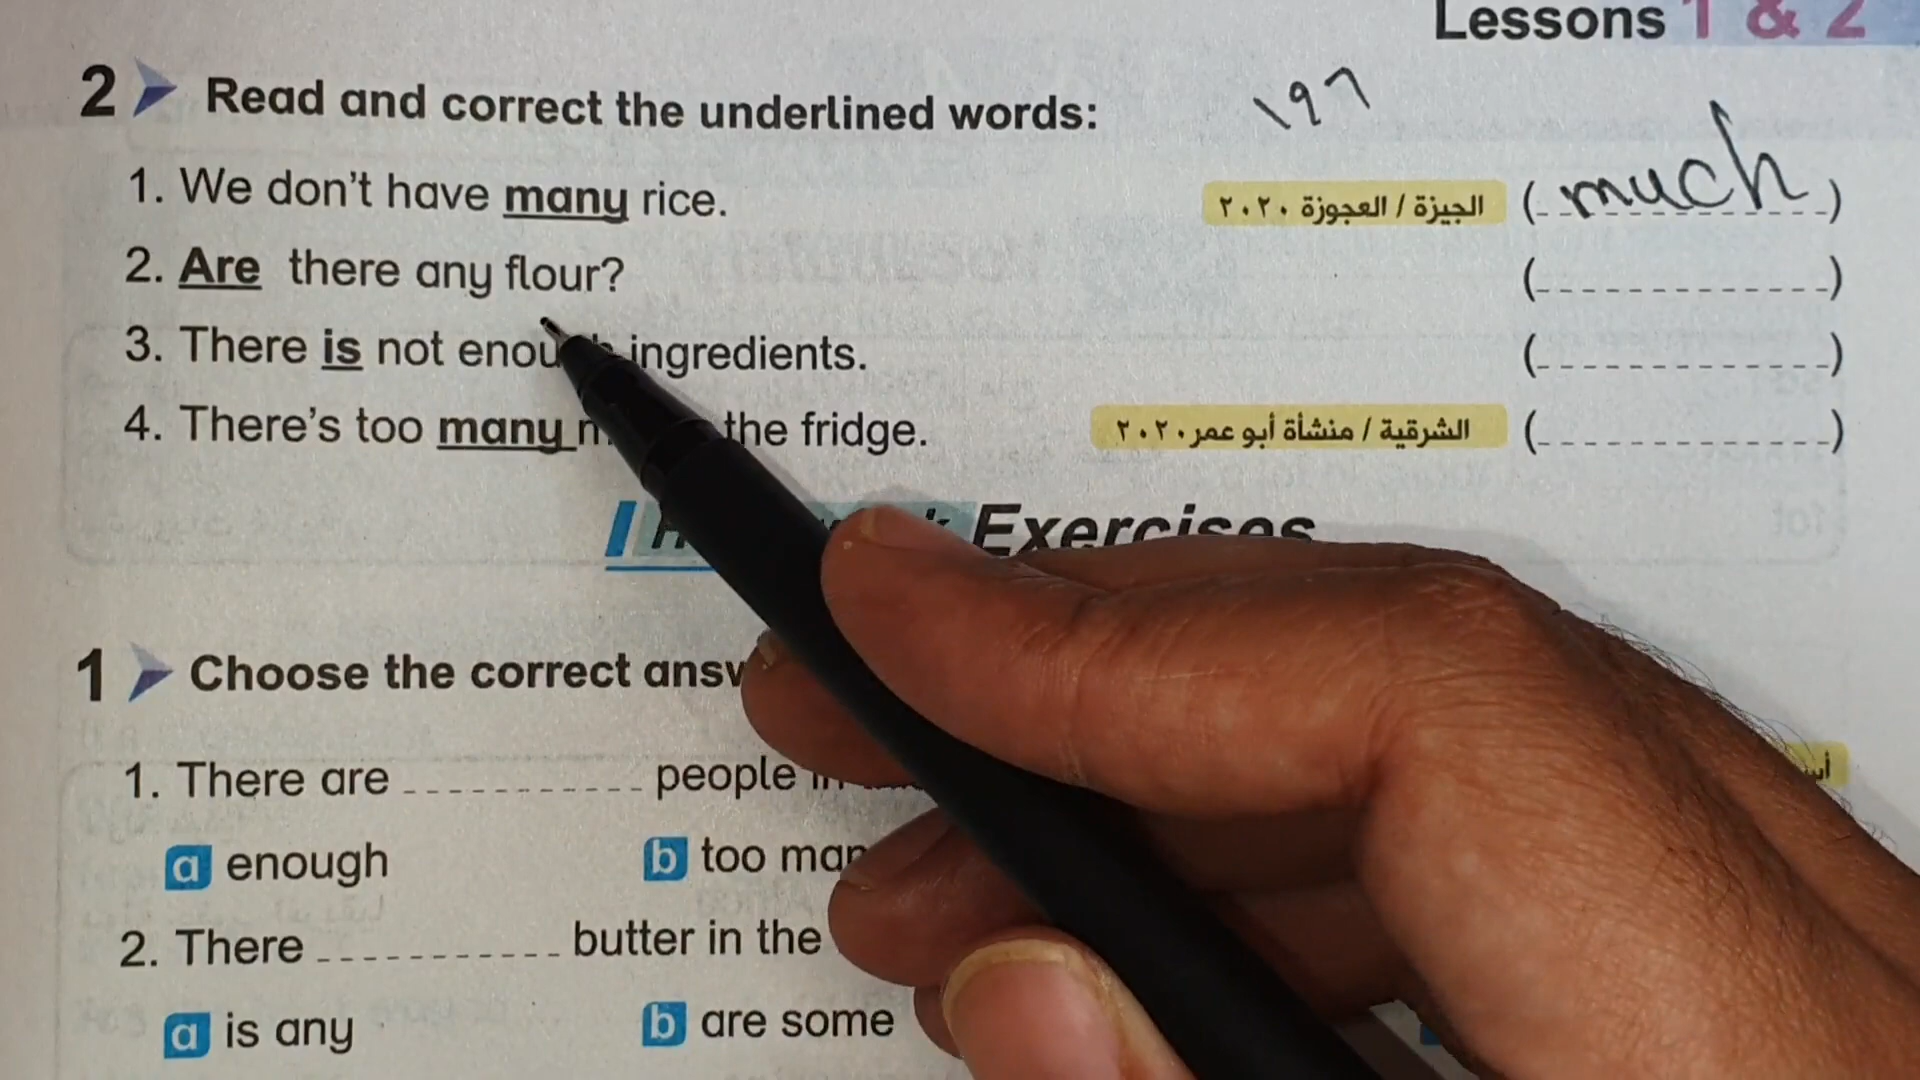 Lessons 1 & 2
2 Read and correct the underlined words: ١٩٦
1. We don't have many rice. الجيزة / العجوزة ٢٠٢٠ (much)
2. Are there any flour? (------------)
3. There is not enough ingredients. (------------)
4. There's too many the fridge. الشرقية / منشأة أبو عمر ٢٠٢٠ (------------)
Exercises
1 Choose the correct
1. There are ----------- people
a enough b too
2. There ----------- butter in the
a is any b are some